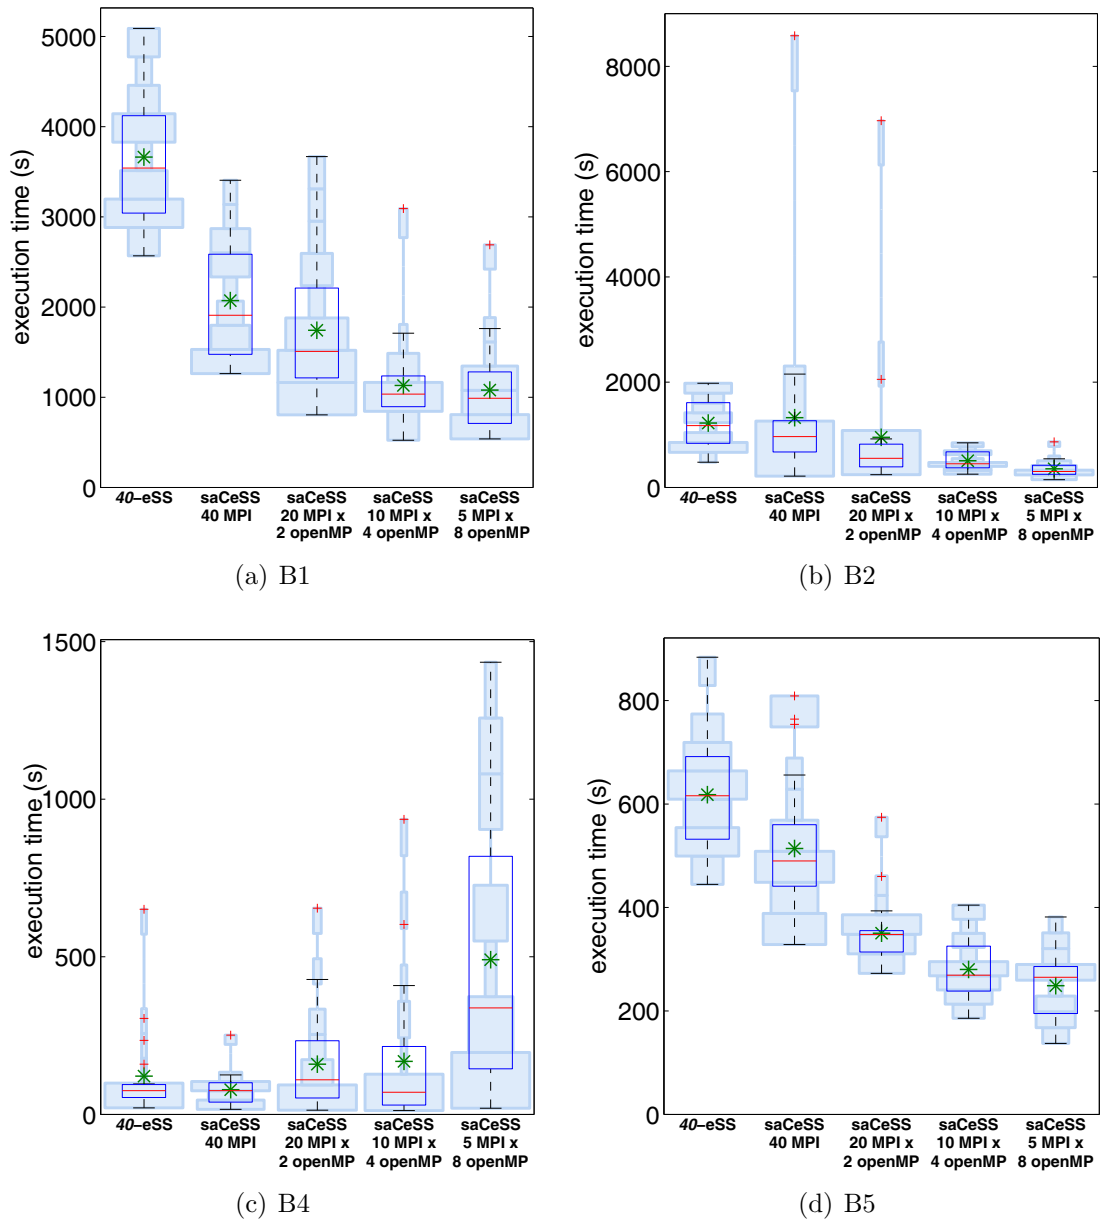 5000
4000
3000
2000
1000
0
execution time (s)
40-eSS
saCeSS
40 MPI
saCeSS
20 MPI x
2 openMP
saCeSS
10 MPI x
4 openMP
saCeSS
5 MPI x
8 openMP
(a) B1
8000
6000
4000
2000
0
execution time (s)
40-eSS
saCeSS
40 MPI
saCeSS
20 MPI x
2 openMP
saCeSS
10 MPI x
4 openMP
saCeSS
5 MPI x
8 openMP
(b) B2
1500
1000
500
0
execution time (s)
40-eSS
saCeSS
40 MPI
saCeSS
20 MPI x
2 openMP
saCeSS
10 MPI x
4 openMP
saCeSS
5 MPI x
8 openMP
(c) B4
800
600
400
200
0
execution time (s)
40-eSS
saCeSS
40 MPI
saCeSS
20 MPI x
2 openMP
saCeSS
10 MPI x
4 openMP
saCeSS
5 MPI x
8 openMP
(d) B5